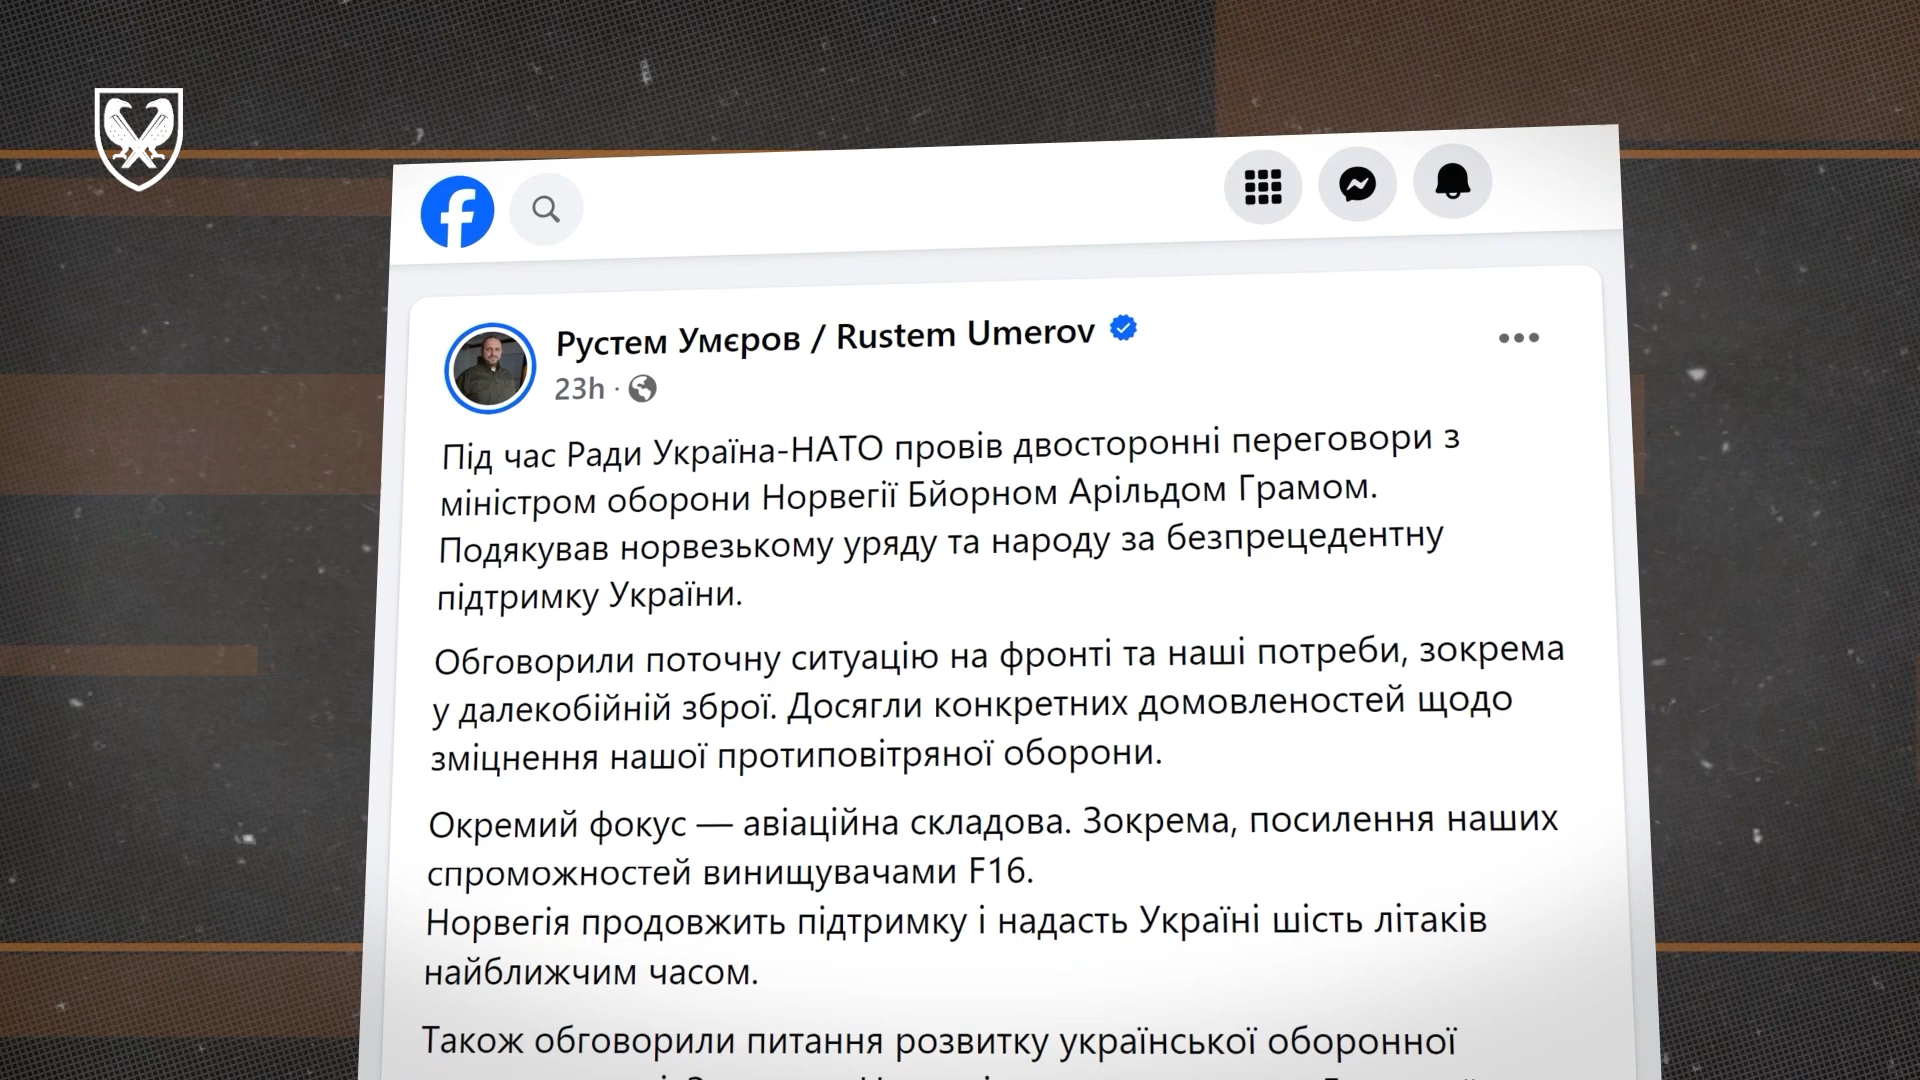 Рустем Умєров / Rustem Umerov
23h ·
Під час Ради Україна-НАТО провів двосторонні переговори з
міністром оборони Норвегії Бйорном Арільдом Грамом.
Подякував норвезькому уряду та народу за безпрецедентну
підтримку України.
Обговорили поточну ситуацію на фронті та наші потреби, зокрема
у далекобійній зброї. Досягли конкретних домовленостей щодо
зміцнення нашої протиповітряної оборони.
Окремий фокус — авіаційна складова. Зокрема, посилення наших
спроможностей винищувачами F16.
Норвегія продовжить підтримку і надасть Україні шість літаків
найближчим часом.
Також обговорили питання розвитку української оборонної